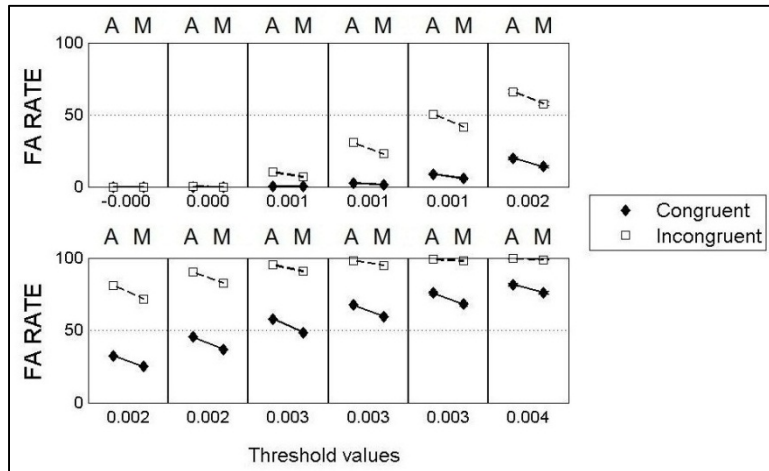 A M A M A M A M A M A M
100
50
0
FA RATE
-0.000 0.000 0.001 0.001 0.001 0.002
A M A M A M A M A M A M
100
50
0
FA RATE
0.002 0.002 0.003 0.003 0.003 0.004
Threshold values
Congruent
Incongruent